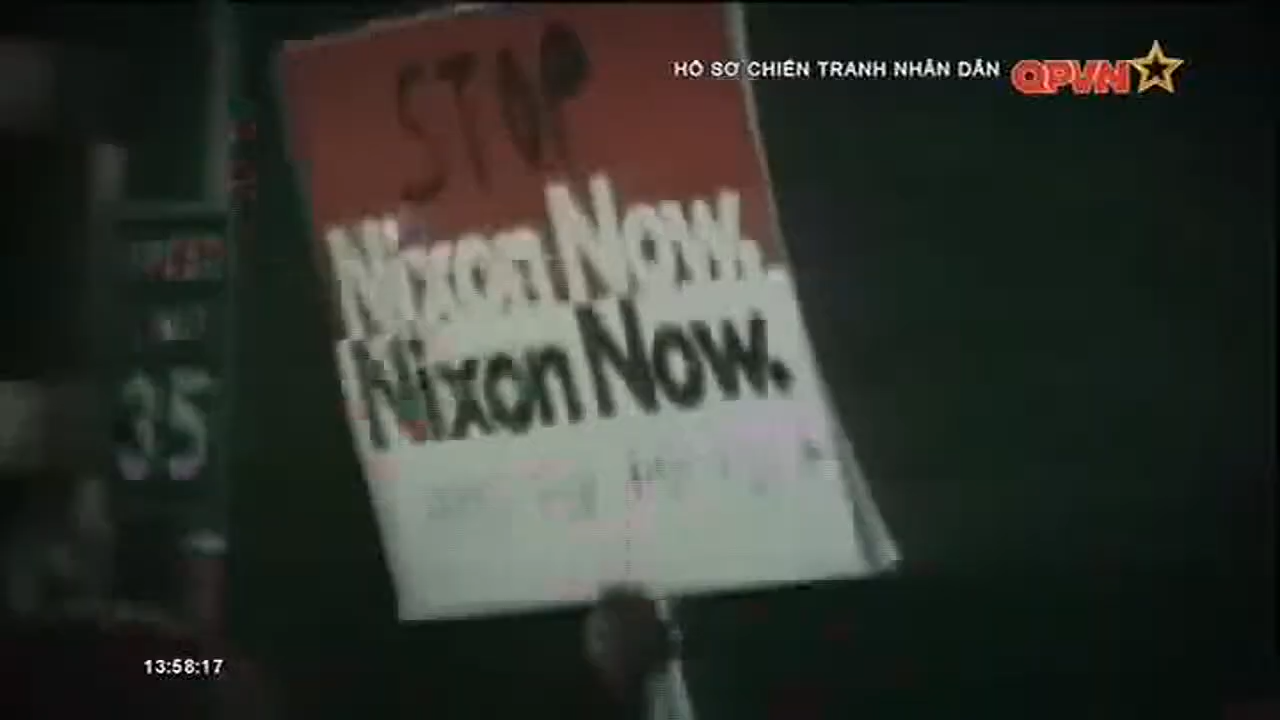 HỒ SƠ CHIẾN TRANH NHÂN DÂN QPVN
STOP
Nixon Now.
Nixon Now.
35
13:58:17